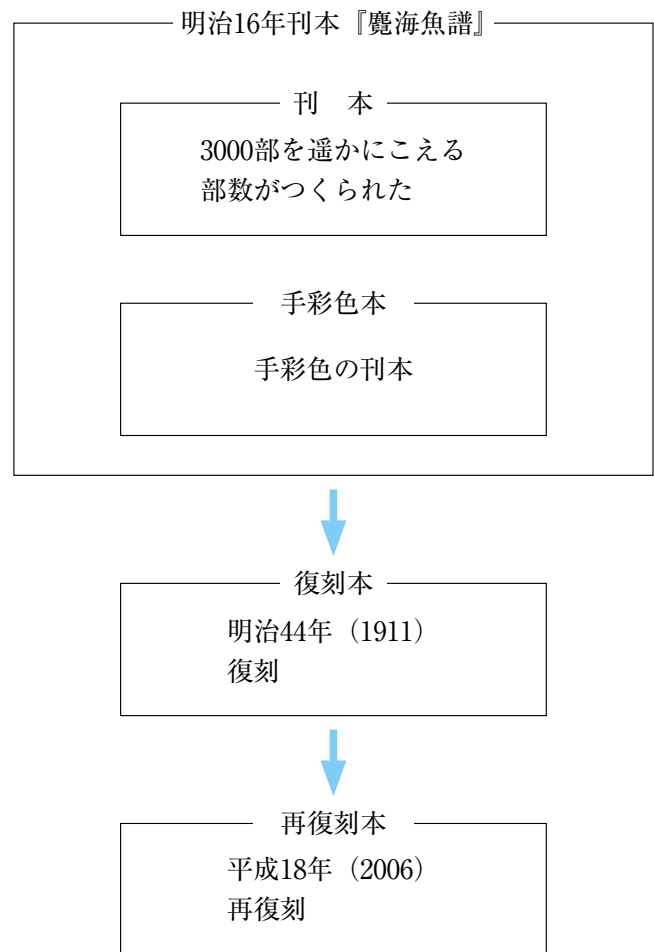 明治16年刊本『麑海魚譜』
刊　本
3000部を遥かにこえる
部数がつくられた
手彩色本
手彩色の刊本
復刻本
明治44年（1911）
復刻
再復刻本
平成18年（2006）
再復刻